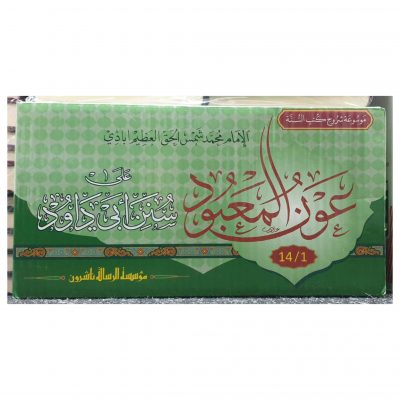 موسوعة شروح كتب السنة
الإمام محمد شمس الحق العظيم آباذي
عون المعبود
على
سنن أبي داود
14/1
مؤسسة الرسالة ناشرون